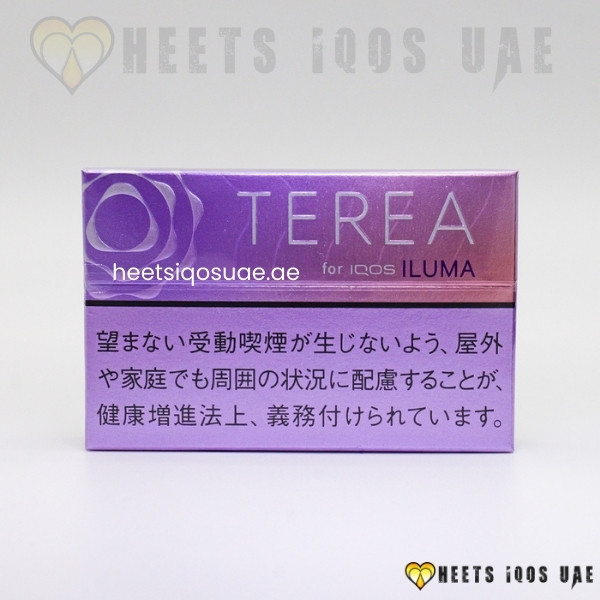 HEETS iQOS UAE
TEREA
heetsiqosuae.ae
for IQOS ILUMA
望まない受動喫煙が生じないよう、屋外
や家庭でも周囲の状況に配慮することが、
健康増進法上、義務付けられています。
HEETS iQOS UAE